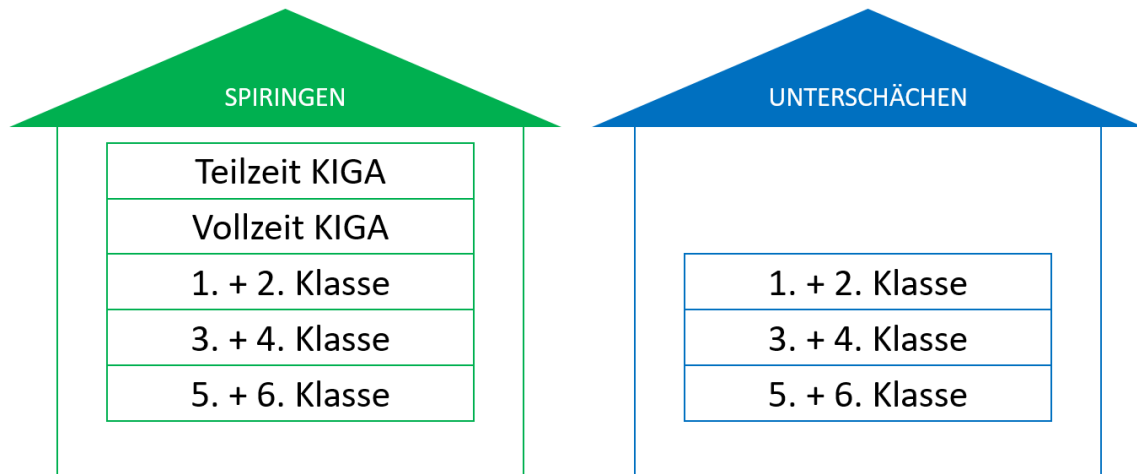 SPIRINGEN
Teilzeit KIGA
Vollzeit KIGA
1. + 2. Klasse
3. + 4. Klasse
5. + 6. Klasse
UNTERSCHÄCHEN
1. + 2. Klasse
3. + 4. Klasse
5. + 6. Klasse